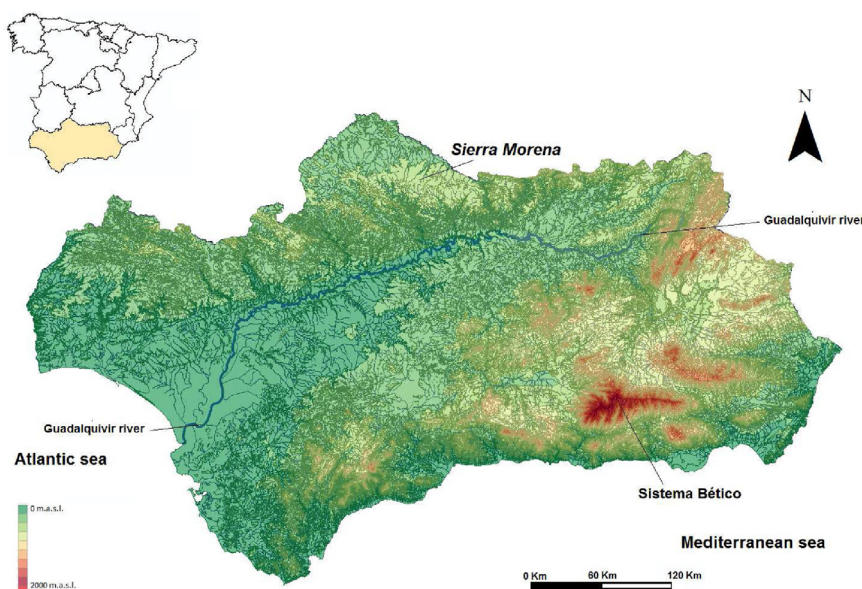 N
Sierra Morena
Guadalquivir river
Guadalquivir river
Atlantic sea
Sistema Bético
0 m.a.s.l.
Mediterranean sea
2000 m.a.s.l.
0 Km 60 Km 120 Km